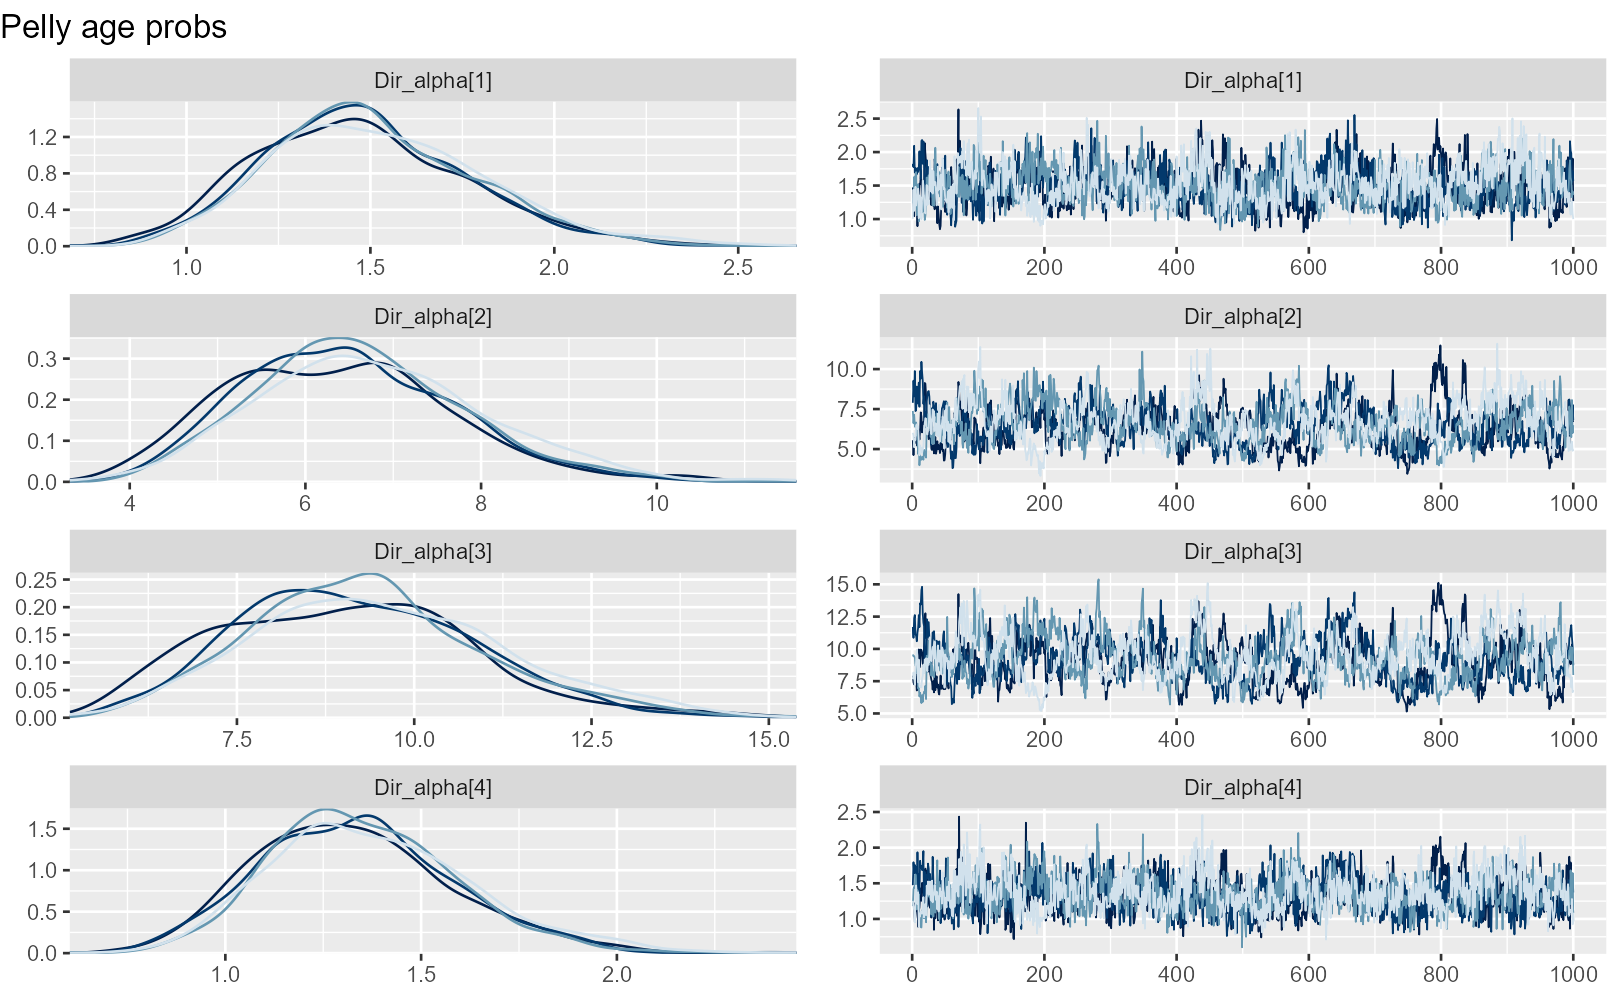 Pelly age probs
Dir_alpha[1]
1.2
0.8
0.4
0.0
1.0 1.5 2.0 2.5
Dir_alpha[1]
2.5
2.0
1.5
1.0
0 200 400 600 800 1000
Dir_alpha[2]
0.3
0.2
0.1
0.0
4 6 8 10
Dir_alpha[2]
10.0
7.5
5.0
0 200 400 600 800 1000
Dir_alpha[3]
0.25
0.20
0.15
0.10
0.05
0.00
7.5 10.0 12.5 15.0
Dir_alpha[3]
15.0
12.5
10.0
7.5
5.0
0 200 400 600 800 1000
Dir_alpha[4]
1.5
1.0
0.5
0.0
1.0 1.5 2.0
Dir_alpha[4]
2.5
2.0
1.5
1.0
0 200 400 600 800 1000